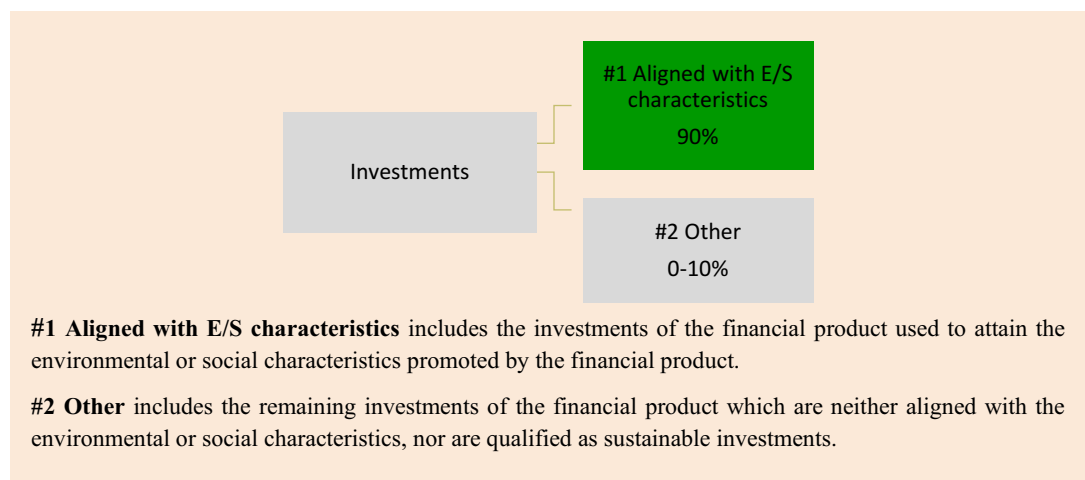 #1 Aligned with E/S
characteristics
90%
Investments
#2 Other
0-10%
#1 Aligned with E/S characteristics includes the investments of the financial product used to attain the
environmental or social characteristics promoted by the financial product.
#2 Other includes the remaining investments of the financial product which are neither aligned with the
environmental or social characteristics, nor are qualified as sustainable investments.